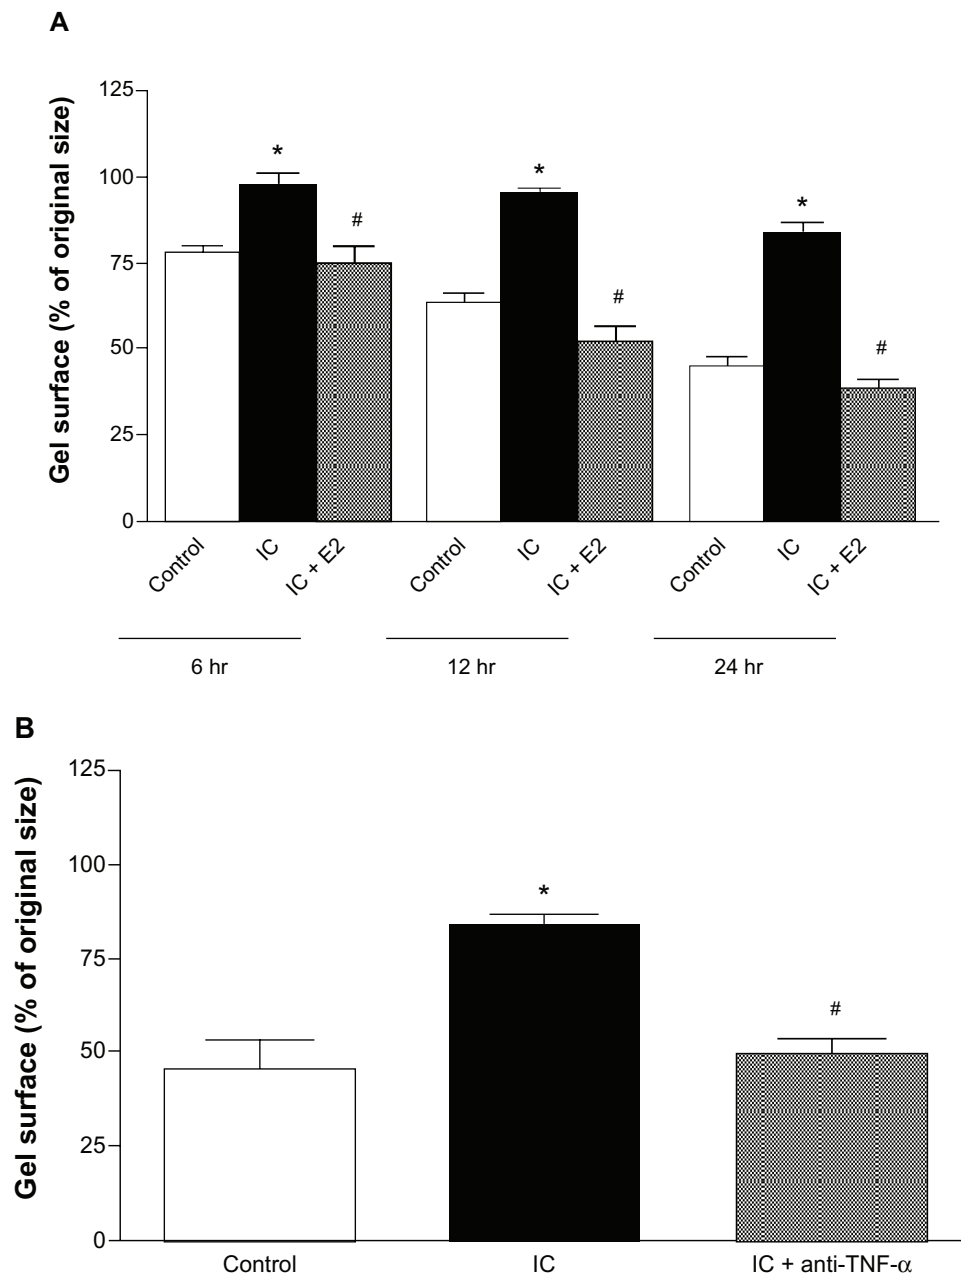 A
Gel surface (% of original size)
125
100
75
50
25
0
*
#
*
#
*
#
Control
IC
IC + E2
Control
IC
IC + E2
Control
IC
IC + E2
6 hr
12 hr
24 hr
B
Gel surface (% of original size)
125
100
75
50
25
0
*
#
Control
IC
IC + anti-TNF-α